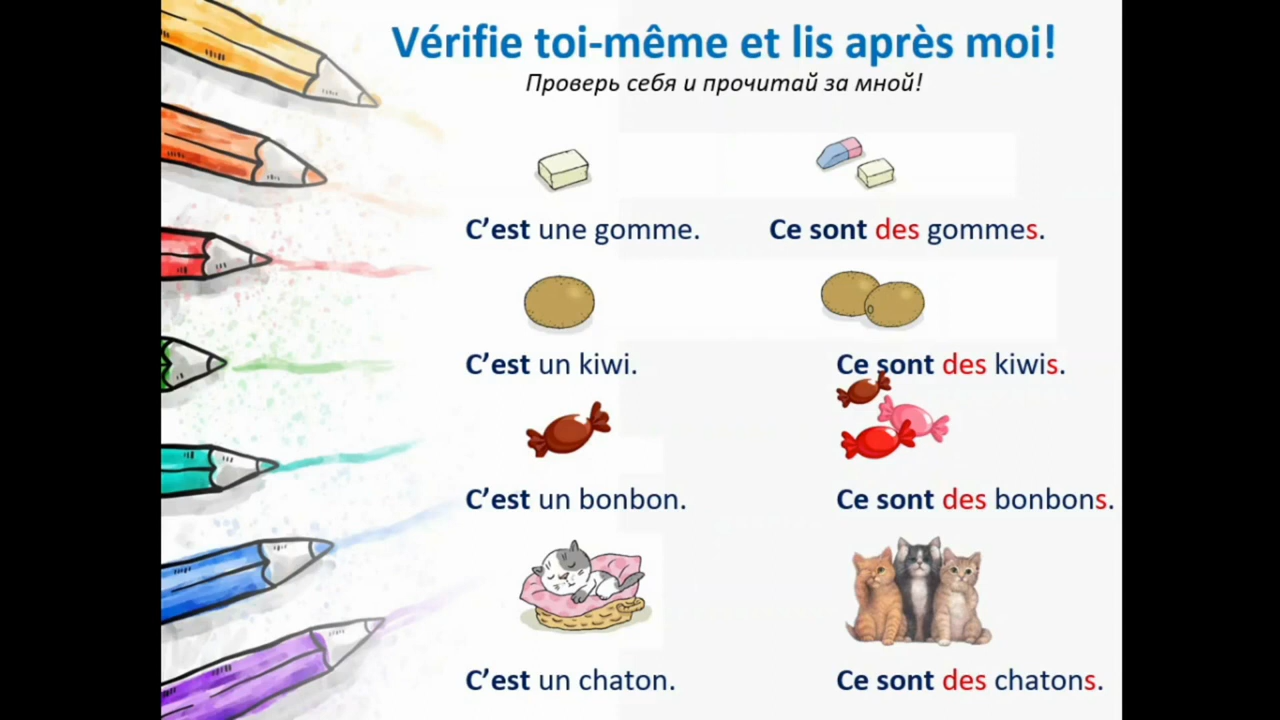 Vérifie toi-même et lis après moi!
Проверь себя и прочитай за мной!
C’est une gomme. Ce sont des gommes.
C’est un kiwi. Ce sont des kiwis.
C’est un bonbon. Ce sont des bonbons.
C’est un chaton. Ce sont des chatons.